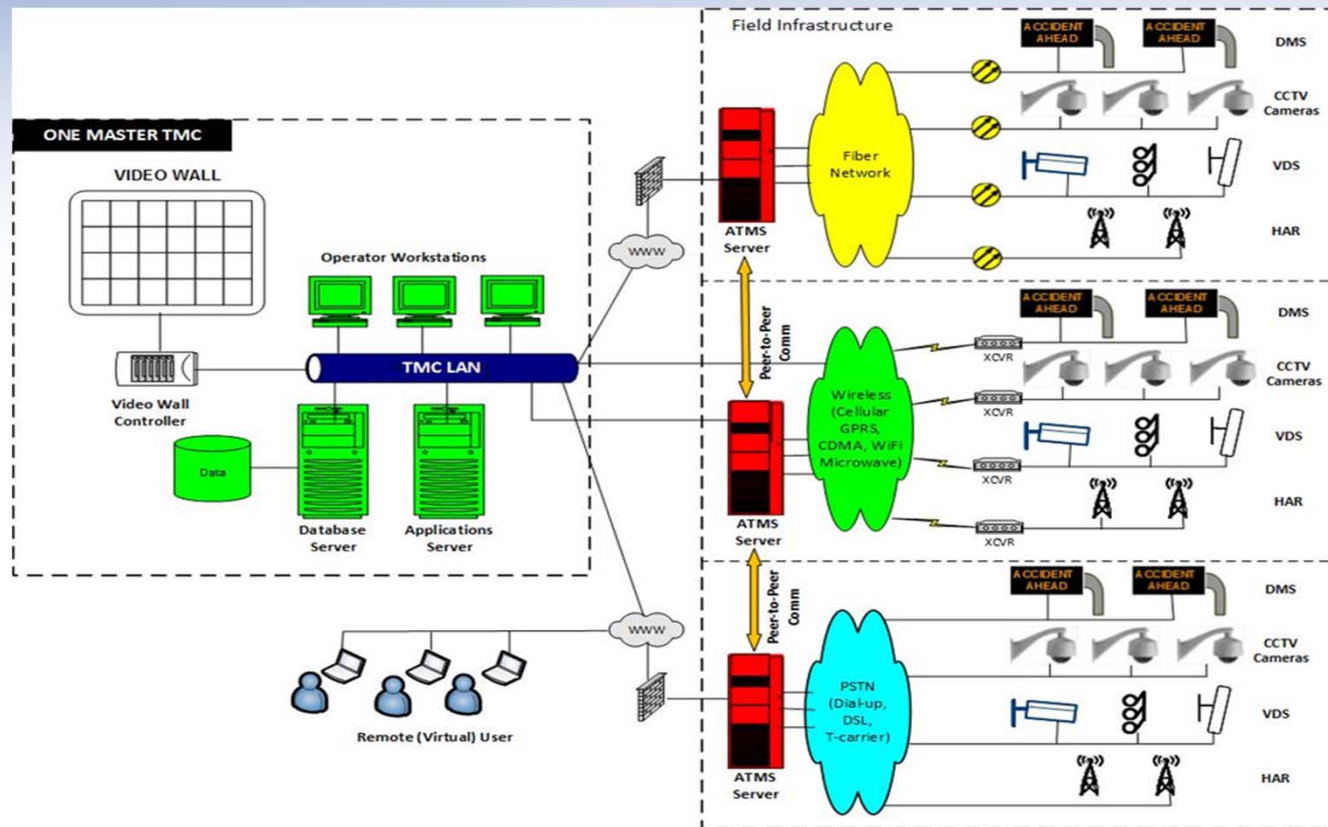 Field Infrastructure
ACCIDENT
AHEAD
ACCIDENT
AHEAD
DMS
CCTV
Cameras
VDS
HAR
Fiber
Network
ATMS
Server
ONE MASTER TMC
VIDEO WALL
Operator Workstations
TMC LAN
Video Wall
Controller
Data
Database
Server
Applications
Server
WWW
Peer-to-Peer
Comm
ACCIDENT
AHEAD
ACCIDENT
AHEAD
DMS
XCVR
CCTV
Cameras
XCVR
VDS
XCVR
HAR
XCVR
Wireless
(Cellular
GPRS,
CDMA, WiFi
Microwave)
ATMS
Server
Peer-to-Peer
Comm
WWW
Remote (Virtual) User
ACCIDENT
AHEAD
ACCIDENT
AHEAD
DMS
CCTV
Cameras
VDS
HAR
PSTN
(Dial-up,
DSL,
T-carrier)
ATMS
Server